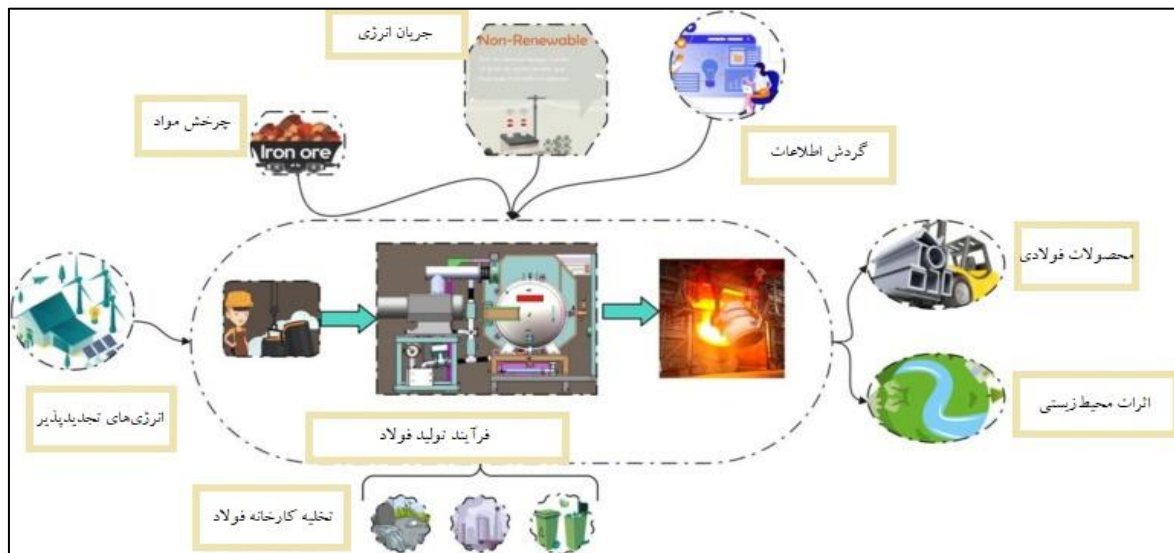 جریان انرژی
Non-Renewable
چرخش مواد
Iron ore
گردش اطلاعات
محصولات فولادی
انرژی‌های تجدیدپذیر
اثرات محیط‌زیستی
فرآیند تولید فولاد
تخلیه کارخانه فولاد